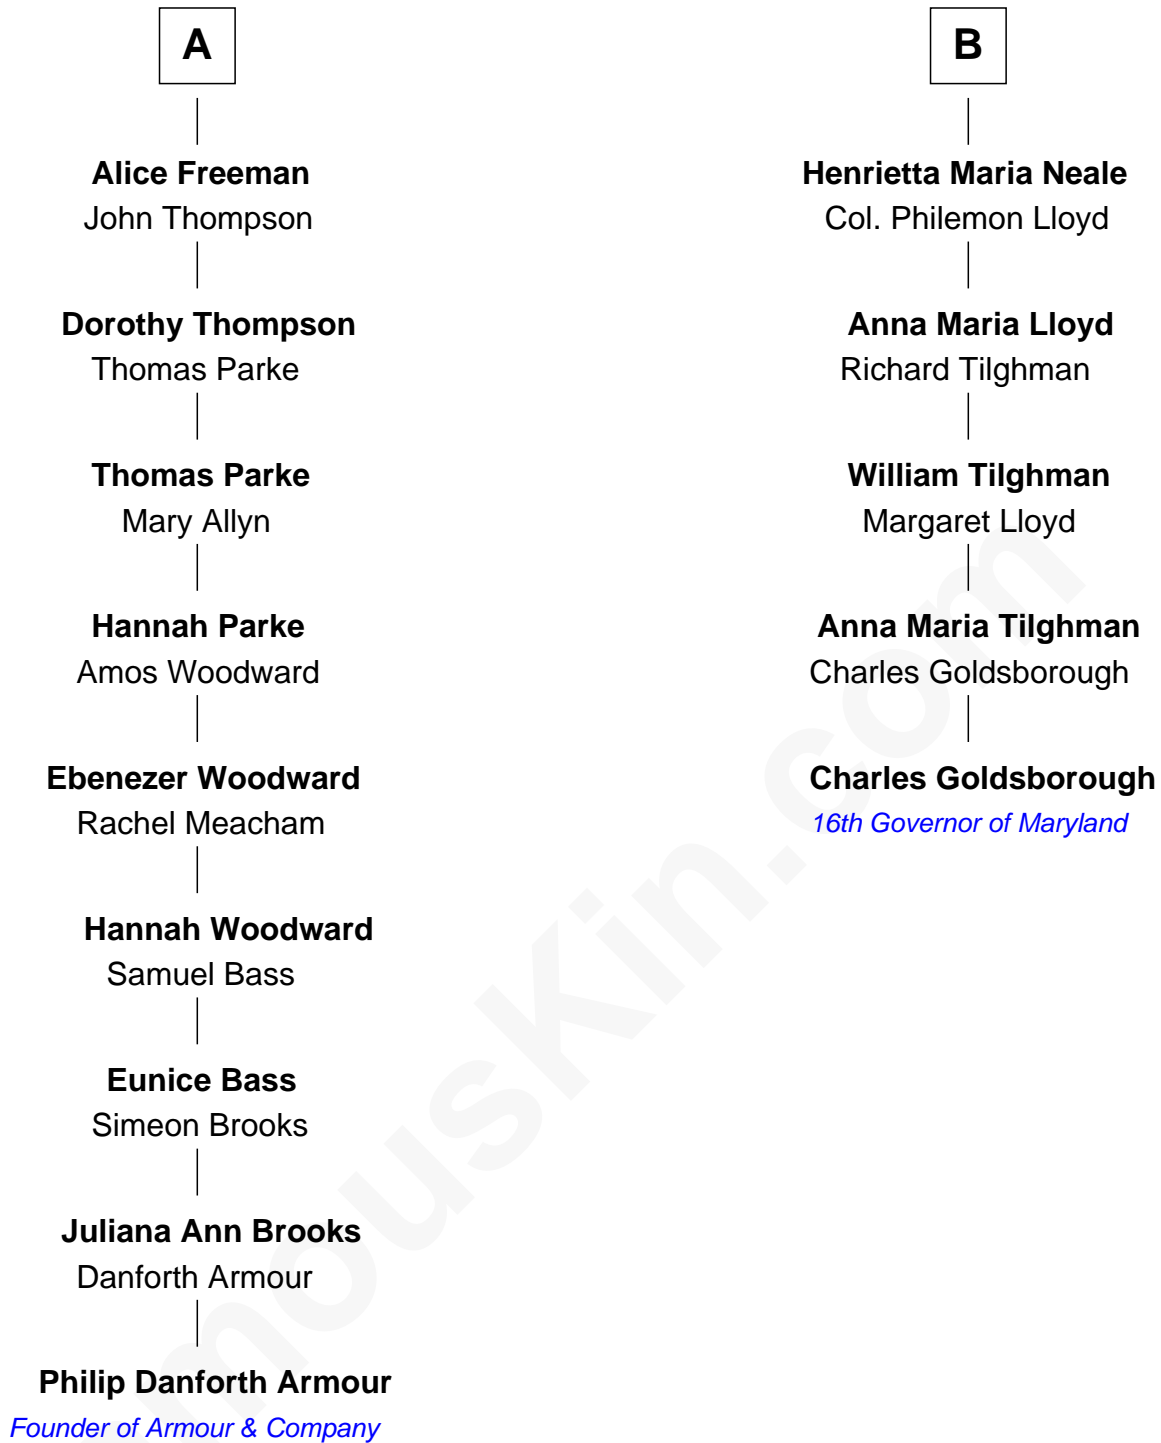 A
Alice Freeman
John Thompson
Dorothy Thompson
Thomas Parke
Thomas Parke
Mary Allyn
Hannah Parke
Amos Woodward
Ebenezer Woodward
Rachel Meacham
Hannah Woodward
Samuel Bass
Eunice Bass
Simeon Brooks
Juliana Ann Brooks
Danforth Armour
Philip Danforth Armour
Founder of Armour & Company
B
Henrietta Maria Neale
Col. Philemon Lloyd
Anna Maria Lloyd
Richard Tilghman
William Tilghman
Margaret Lloyd
Anna Maria Tilghman
Charles Goldsborough
Charles Goldsborough
16th Governor of Maryland
mousKin.com